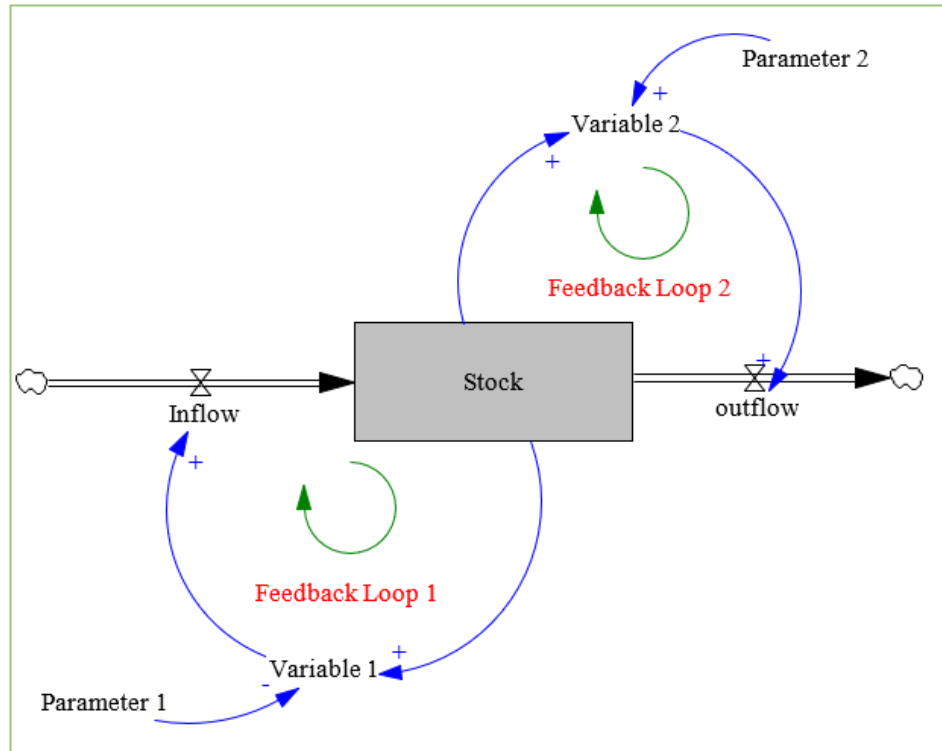 Parameter 2
+
Variable 2
+
Feedback Loop 2
Stock
+
Inflow
outflow
+
Feedback Loop 1
+
Variable 1
-
Parameter 1